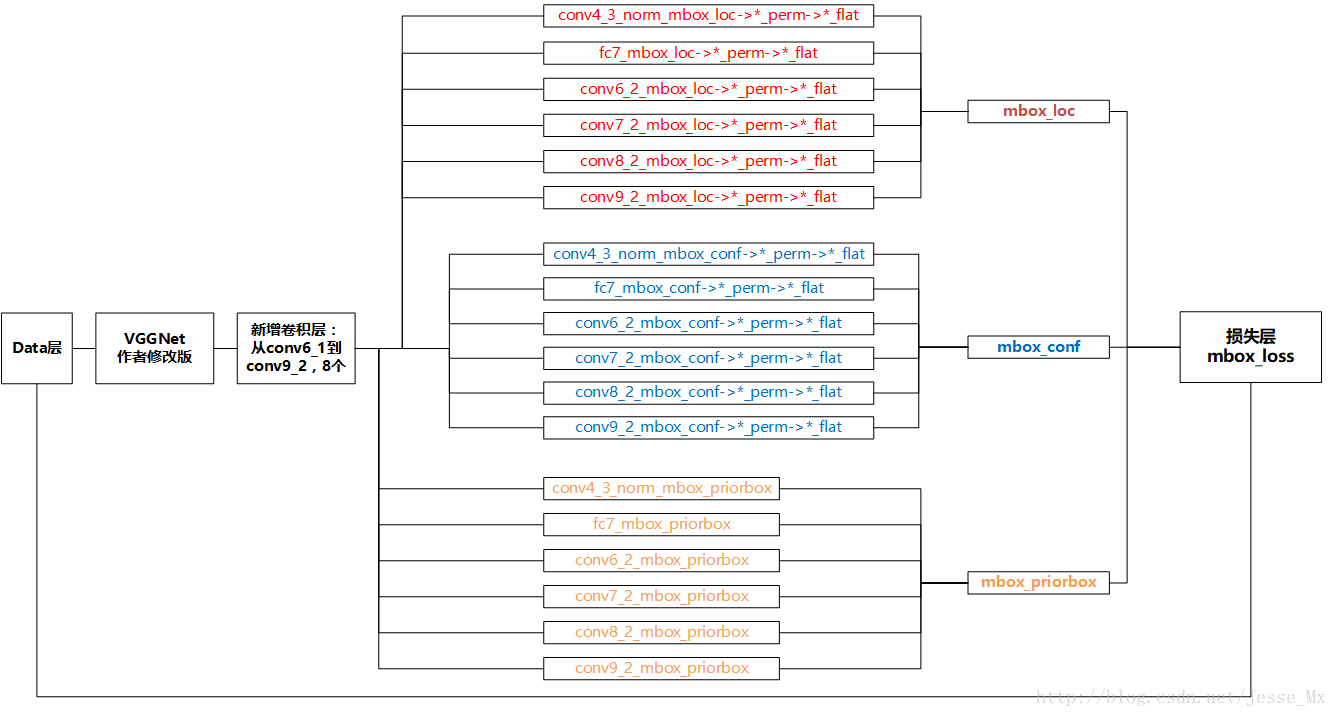 conv4_3_norm_mbox_loc->*_perm->*_flat
fc7_mbox_loc->*_perm->*_flat
conv6_2_mbox_loc->*_perm->*_flat
conv7_2_mbox_loc->*_perm->*_flat
conv8_2_mbox_loc->*_perm->*_flat
conv9_2_mbox_loc->*_perm->*_flat
mbox_loc
conv4_3_norm_mbox_conf->*_perm->*_flat
fc7_mbox_conf->*_perm->*_flat
conv6_2_mbox_conf->*_perm->*_flat
conv7_2_mbox_conf->*_perm->*_flat
conv8_2_mbox_conf->*_perm->*_flat
conv9_2_mbox_conf->*_perm->*_flat
Data层
VGGNet
作者修改版
新增卷积层：
从conv6_1到
conv9_2，8个
mbox_conf
损失层
mbox_loss
conv4_3_norm_mbox_priorbox
fc7_mbox_priorbox
conv6_2_mbox_priorbox
conv7_2_mbox_priorbox
conv8_2_mbox_priorbox
conv9_2_mbox_priorbox
mbox_priorbox
http://blog.csdn.net/Jesse_Mx